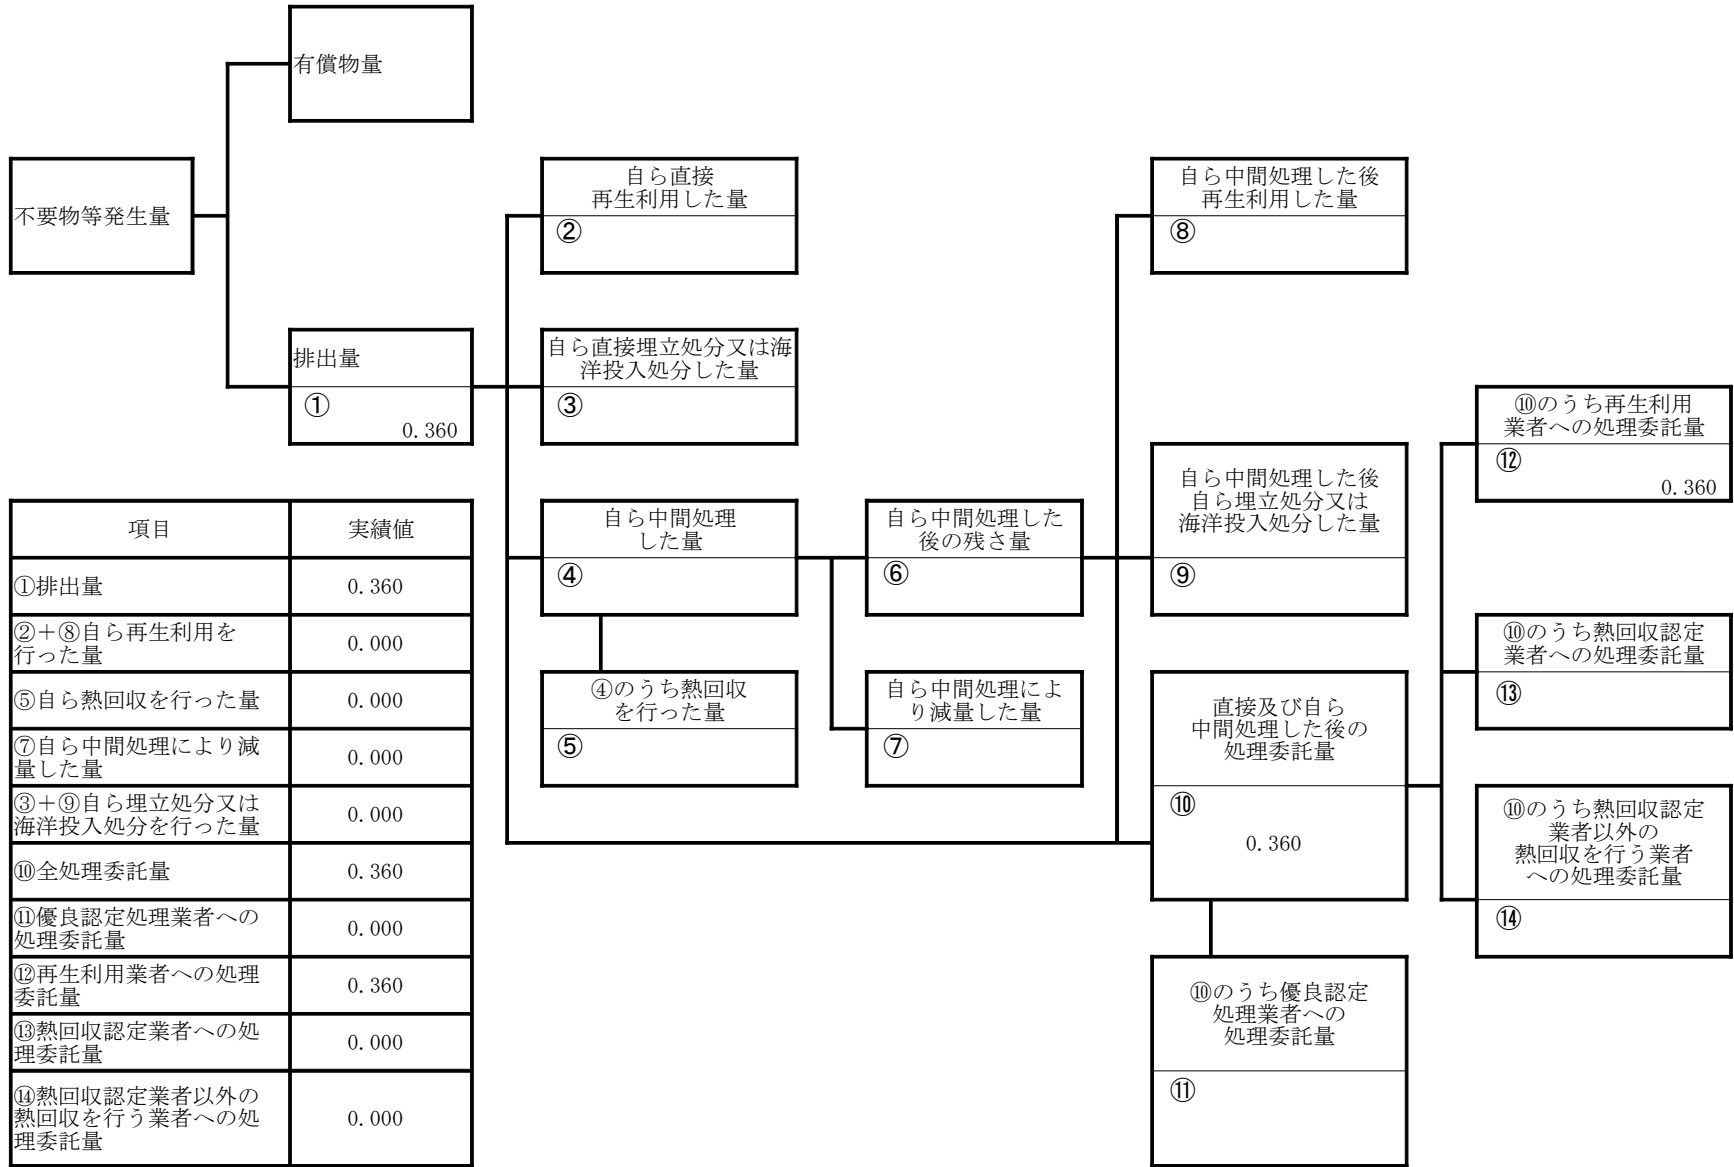 有償物量
不要物等発生量
自ら直接
再生利用した量
②
自ら中間処理した後
再生利用した量
⑧
排出量
①
0.360
自ら直接埋立処分又は海
洋投入処分した量
③
⑩のうち再生利用
業者への処理委託量
⑫
0.360
自ら中間処理
した量
④
自ら中間処理した
後の残さ量
⑥
自ら中間処理した後
自ら埋立処分又は
海洋投入処分した量
⑨
⑩のうち熱回収認定
業者への処理委託量
⑬
④のうち熱回収
を行った量
⑤
自ら中間処理によ
り減量した量
⑦
直接及び自ら
中間処理した後の
処理委託量
⑩
0.360
⑩のうち熱回収認定
業者以外の
熱回収を行う業者
への処理委託量
⑭
⑩のうち優良認定
処理業者への
処理委託量
⑪
項目 実績値
①排出量 0.360
②＋⑧自ら再生利用を
行った量 0.000
⑤自ら熱回収を行った量 0.000
⑦自ら中間処理により減
量した量 0.000
③＋⑨自ら埋立処分又は
海洋投入処分を行った量 0.000
⑩全処理委託量 0.360
⑪優良認定処理業者への
処理委託量 0.000
⑫再生利用業者への処理
委託量 0.360
⑬熱回収認定業者への処
理委託量 0.000
⑭熱回収認定業者以外の
熱回収を行う業者への処 0.000
理委託量